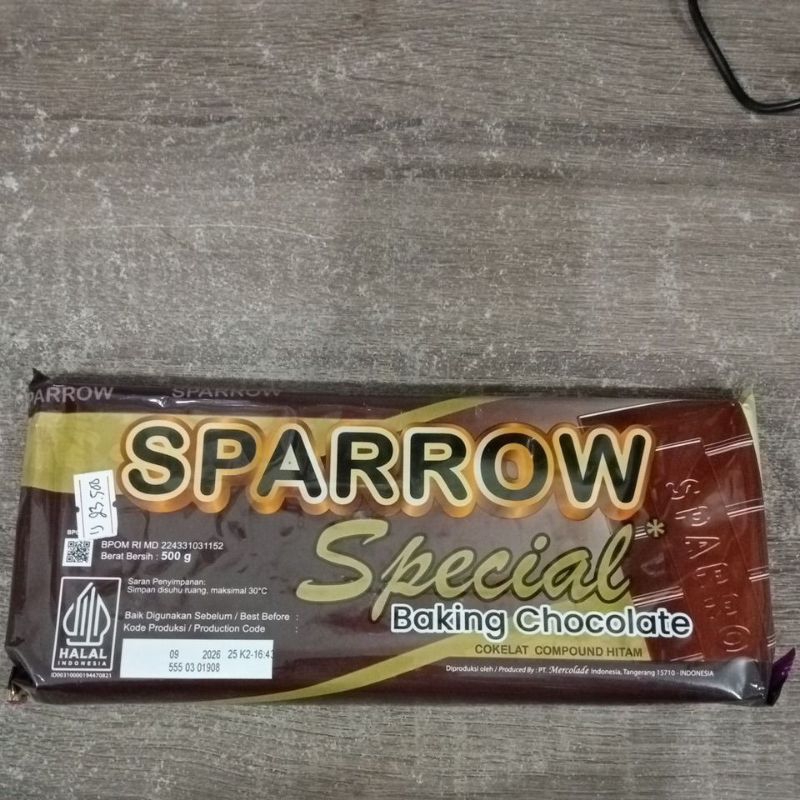 SPARROW SPARROW
SPARROW
Special*
Baking Chocolate
COKELAT COMPOUND HITAM
BPOM RI MD 224331031152
Berat Bersih : 500 g
Saran Penyimpanan:
Simpan disuhu ruang, maksimal 30°C
Baik Digunakan Sebelum / Best Before :
Kode Produksi / Production Code :
09 2026 25 K2-16:43
555 03 01908
HALAL
INDONESIA
ID00310000194470821
Diproduksi oleh / Produced By : PT. Mercolade Indonesia, Tangerang 15710 - INDONESIA
SPARRO